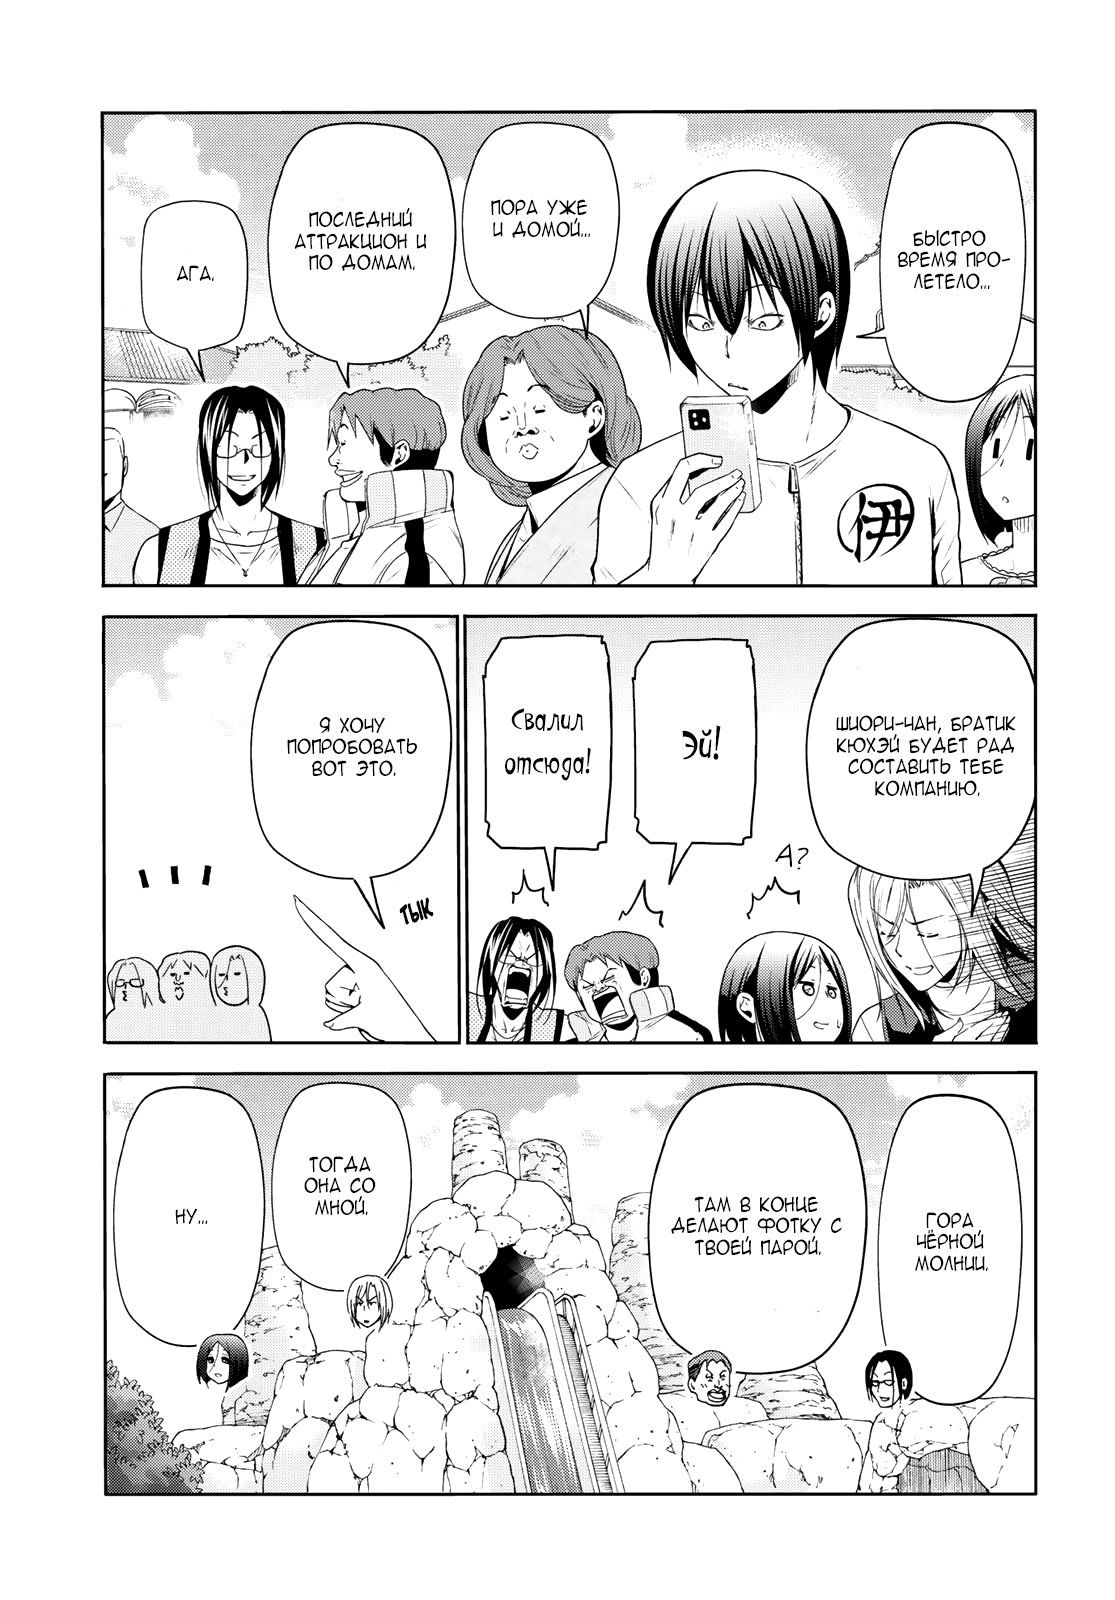 БЫСТРО
ВРЕМЯ ПРО-
ЛЕТЕЛО...
ПОРА УЖЕ
И ДОМОЙ...
ПОСЛЕДНИЙ
АТТРАКЦИОН И
ПО ДОМАМ.
АГА.
伊
ШИОРИ-ЧАН, БРАТИК
КЮХЭЙ БУДЕТ РАД
СОСТАВИТЬ ТЕБЕ
КОМПАНИЮ.
А?
Эй!
Свалил
отсюда!
Я ХОЧУ
ПОПРОБОВАТЬ
ВОТ ЭТО.
ТЫК
ГОРА
ЧЁРНОЙ
МОЛНИИ.
ТАМ В КОНЦЕ
ДЕЛАЮТ ФОТКУ С
ТВОЕЙ ПАРОЙ.
ТОГДА
ОНА СО
МНОЙ.
НУ...